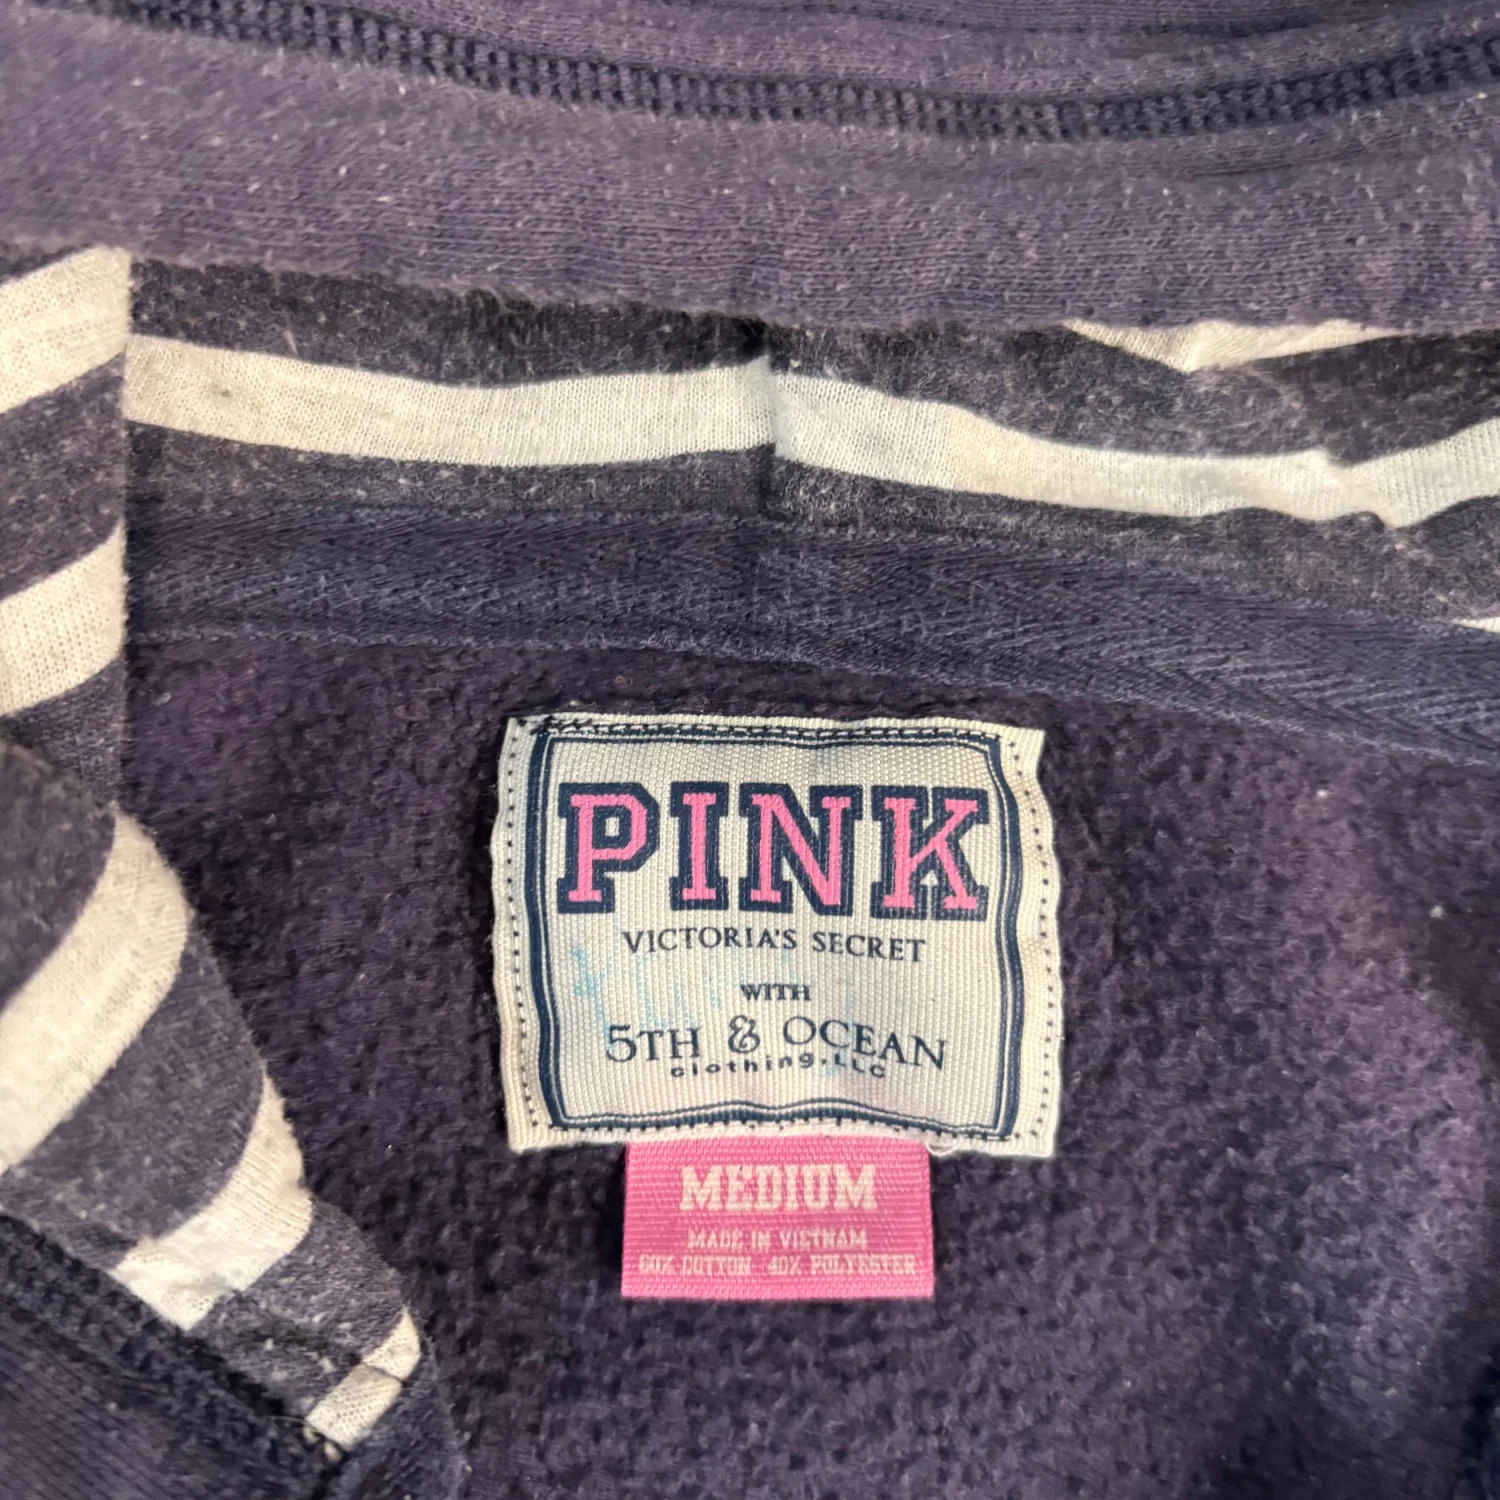 PINK
VICTORIA'S SECRET
WITH
5TH & OCEAN
clothing.LLC
MEDIUM
MADE IN VIETNAM
60% COTTON 40% POLYESTER